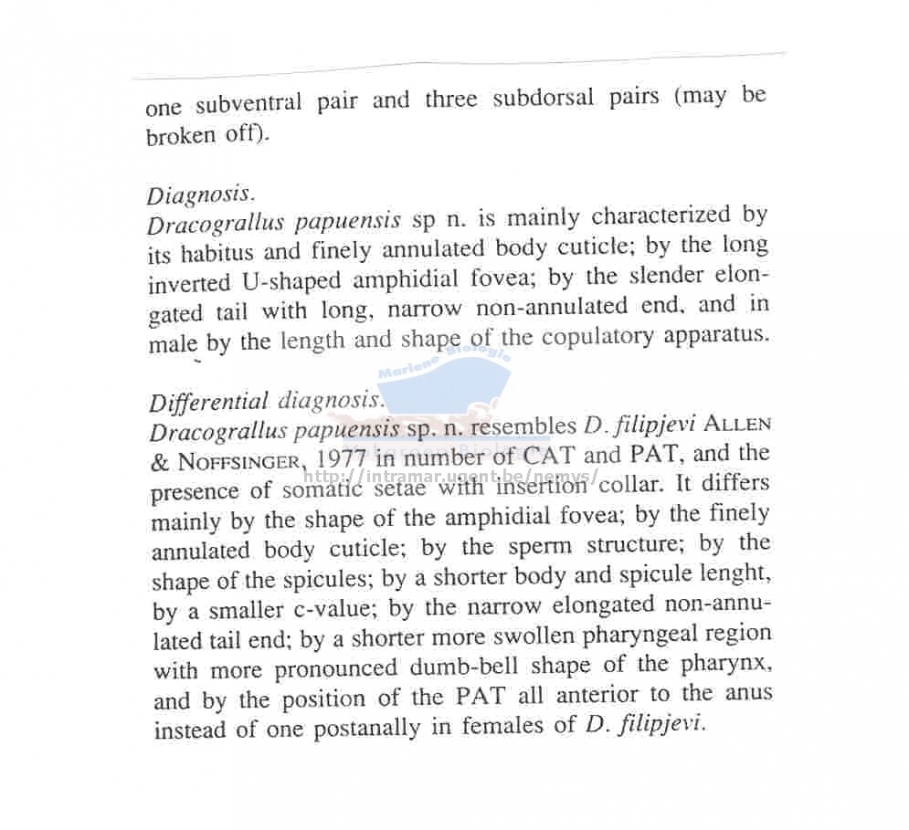 one subventral pair and three subdorsal pairs (may be
broken off).
Diagnosis.
Dracograllus papuensis sp n. is mainly characterized by
its habitus and finely annulated body cuticle; by the long
inverted U-shaped amphidial fovea; by the slender elon-
gated tail with long, narrow non-annulated end, and in
male by the length and shape of the copulatory apparatus.
Mariene Biologie
Differential diagnosis.
Dracograllus papuensis sp. n. resembles D. filipjevi ALLEN
& NOFFSINGER, 1977 in number of CAT and PAT, and the
http://intramar.ugent.be/nemys/
presence of somatic setae with insertion collar. It differs
mainly by the shape of the amphidial fovea; by the finely
annulated body cuticle; by the sperm structure; by the
shape of the spicules; by a shorter body and spicule lenght,
by a smaller c-value; by the narrow elongated non-annu-
lated tail end; by a shorter more swollen pharyngeal region
with more pronounced dumb-bell shape of the pharynx,
and by the position of the PAT all anterior to the anus
instead of one postanally in females of D. filipjevi.